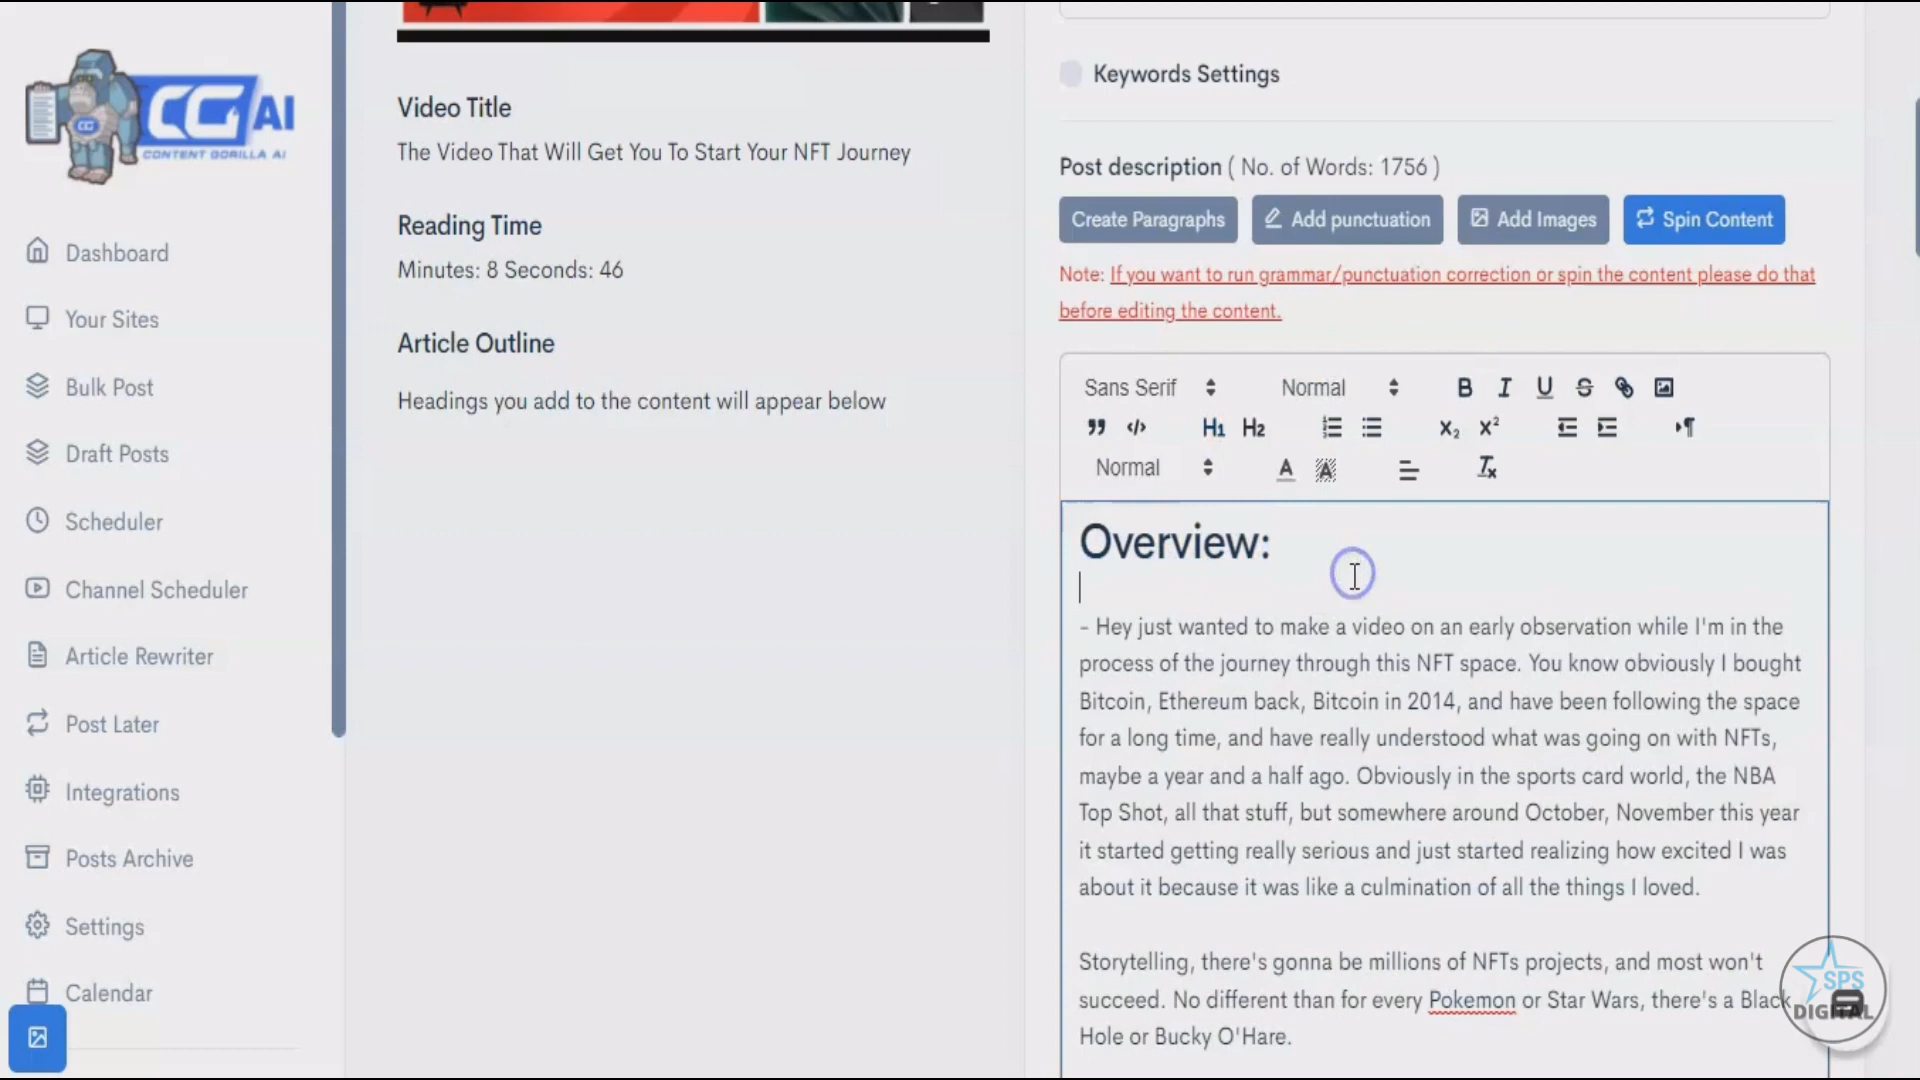 CG AI
CG
CONTENT GORILLA AI
Dashboard
Your Sites
Bulk Post
Draft Posts
Scheduler
Channel Scheduler
Article Rewriter
Post Later
Integrations
Posts Archive
Settings
Calendar
Video Title
The Video That Will Get You To Start Your NFT Journey
Reading Time
Minutes: 8 Seconds: 46
Article Outline
Headings you add to the content will appear below
Keywords Settings
Post description ( No. of Words: 1756 )
Create Paragraphs
Add punctuation
Add Images
Spin Content
Note: If you want to run grammar/punctuation correction or spin the content please do that
before editing the content.
Sans Serif
Normal
B I U S
H1 H2
X2 X2
Normal
A A
Tx
Overview:
- Hey just wanted to make a video on an early observation while I'm in the
process of the journey through this NFT space. You know obviously I bought
Bitcoin, Ethereum back, Bitcoin in 2014, and have been following the space
for a long time, and have really understood what was going on with NFTs,
maybe a year and a half ago. Obviously in the sports card world, the NBA
Top Shot, all that stuff, but somewhere around October, November this year
it started getting really serious and just started realizing how excited I was
about it because it was like a culmination of all the things I loved.
Storytelling, there's gonna be millions of NFTs projects, and most won't
succeed. No different than for every Pokemon or Star Wars, there's a Black
Hole or Bucky O'Hare.
SPS
DIGITAL